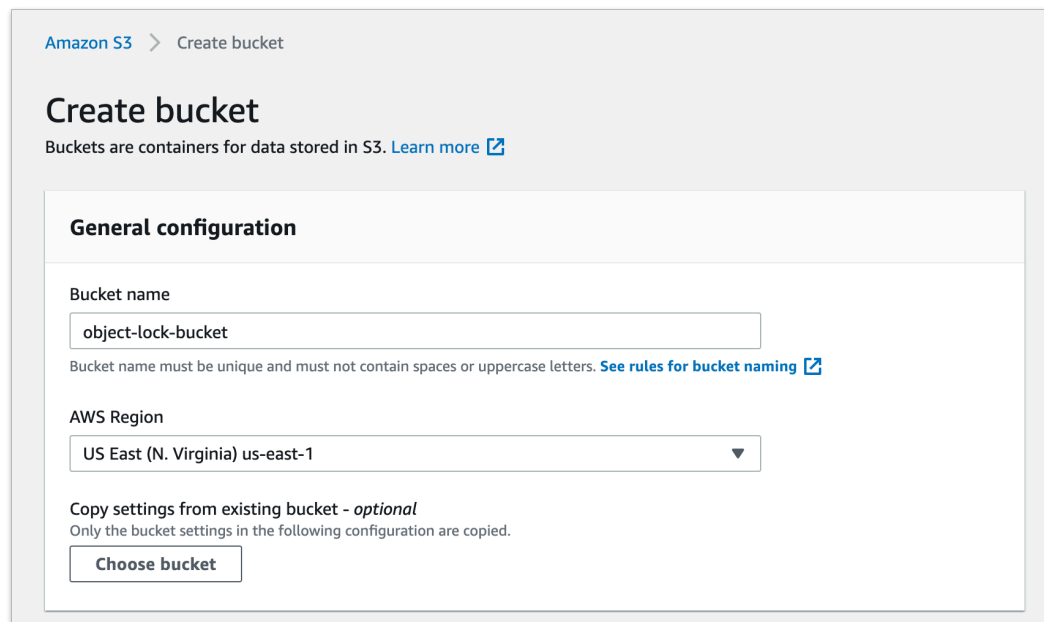 Amazon S3 > Create bucket
Create bucket
Buckets are containers for data stored in S3. Learn more
General configuration
Bucket name
object-lock-bucket
Bucket name must be unique and must not contain spaces or uppercase letters. See rules for bucket naming
AWS Region
US East (N. Virginia) us-east-1
Copy settings from existing bucket - optional
Only the bucket settings in the following configuration are copied.
Choose bucket